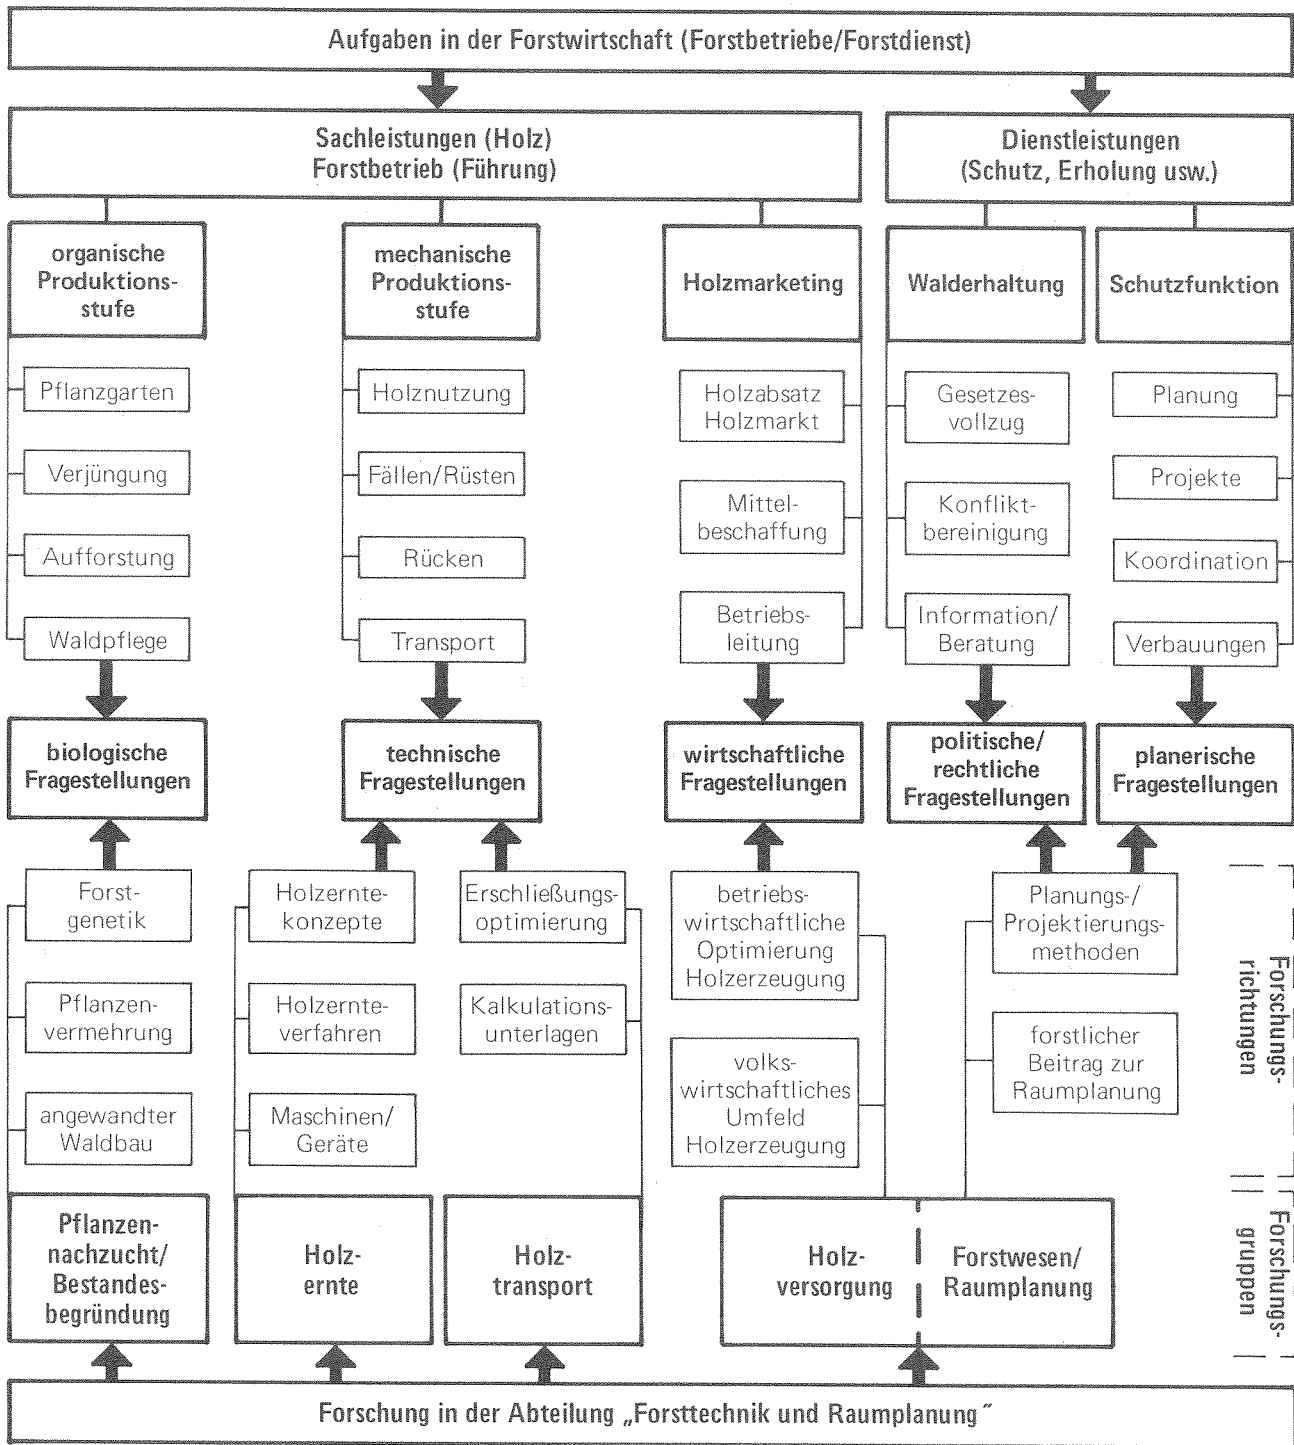 Aufgaben in der Forstwirtschaft (Forstbetriebe/Forstdienst)
Sachleistungen (Holz)
Forstbetrieb (Führung)
Dienstleistungen
(Schutz, Erholung usw.)
organische
Produktions-
stufe
mechanische
Produktions-
stufe
Holzmarketing
Walderhaltung
Schutzfunktion
Pflanzgarten
Verjüngung
Aufforstung
Waldpflege
Holznutzung
Fällen/Rüsten
Rücken
Transport
Holzabsatz
Holzmarkt
Mittel-
beschaffung
Betriebs-
leitung
Gesetzes-
vollzug
Konflikt-
bereinigung
Information/
Beratung
Planung
Projekte
Koordination
Verbauungen
biologische
Fragestellungen
technische
Fragestellungen
wirtschaftliche
Fragestellungen
politische/
rechtliche
Fragestellungen
planerische
Fragestellungen
Forst-
genetik
Pflanzen-
vermehrung
angewandter
Waldbau
Holzernte-
konzepte
Holzernte-
verfahren
Maschinen/
Geräte
Erschließungs-
optimierung
Kalkulations-
unterlagen
betriebs-
wirtschaftliche
Optimierung
Holzerzeugung
volks-
wirtschaftliches
Umfeld
Holzerzeugung
Planungs-/
Projektierungs-
methoden
forstlicher
Beitrag zur
Raumplanung
Forschungs-
richtungen
Pflanzen-
nachzucht/
Bestandes-
begründung
Holz-
ernte
Holz-
transport
Holz-
versorgung
Forstwesen/
Raumplanung
Forschungs-
gruppen
Forschung in der Abteilung „Forsttechnik und Raumplanung"